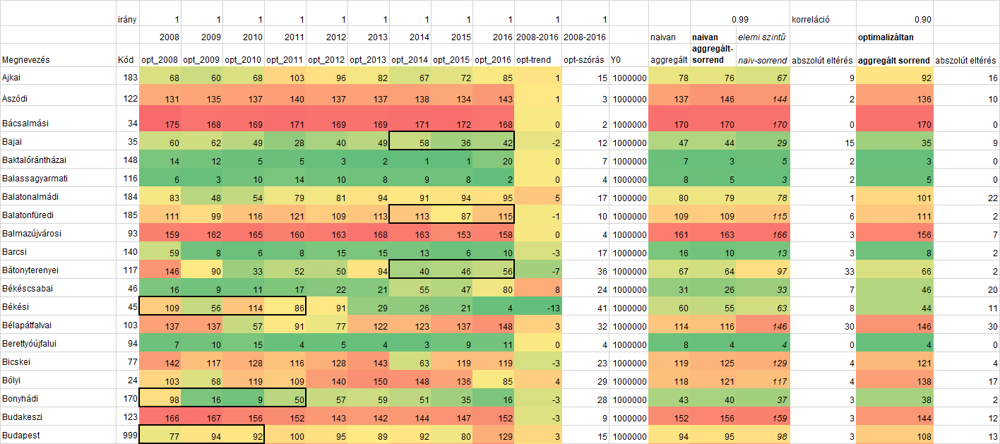 irány 1 1 1 1 1 1 1 1 1 1 1 0.99 korreláció 0.90
2008 2009 2010 2011 2012 2013 2014 2015 2016 2008-2016 2008-2016 naivan naivan elemi szintű optimalizáltan
Megnevezés Kód opt_2008 opt_2009 opt_2010 opt_2011 opt_2012 opt_2013 opt_2014 opt_2015 opt_2016 opt-trend opt-szórás Y0 aggregált aggregált-sorrend naiv-sorrend abszolút eltérés aggregált sorrend abszolút eltérés
Ajkai 183 68 60 68 103 96 82 67 72 85 1 15 1000000 78 76 67 9 92 16
Aszódi 122 131 135 137 140 137 137 138 134 143 1 3 1000000 137 146 144 2 136 10
Bácsalmási 34 175 168 169 171 169 169 171 172 168 0 2 1000000 170 170 170 0 170 0
Bajai 35 60 62 49 28 40 49 58 36 42 -2 12 1000000 47 44 29 15 35 9
Baktalórántházai 148 14 12 5 5 3 2 1 1 20 0 7 1000000 7 3 5 2 3 0
Balassagyarmati 116 6 3 10 14 10 8 9 8 2 0 4 1000000 8 5 3 2 5 0
Balatonalmádi 184 83 48 54 79 81 94 91 94 95 5 17 1000000 80 79 78 1 101 22
Balatonfüredi 185 111 99 116 121 109 113 113 87 115 -1 10 1000000 109 109 115 6 111 2
Balmazújvárosi 93 159 162 165 160 163 168 163 153 158 0 4 1000000 161 163 166 3 156 7
Barcsi 140 59 8 6 8 15 15 13 6 10 -3 17 1000000 16 10 13 3 8 2
Bátonyterenyei 117 146 90 33 52 50 94 40 46 56 -7 36 1000000 67 64 97 33 66 2
Békéscsabai 46 16 9 11 17 22 21 55 47 80 8 24 1000000 31 26 33 7 46 20
Békési 45 109 56 114 86 91 29 26 21 4 -13 41 1000000 60 55 63 8 44 11
Bélapátfalvai 103 137 137 57 91 77 122 123 137 148 3 32 1000000 114 116 146 30 146 30
Berettyóújfalui 94 7 10 15 4 5 4 3 9 11 0 4 1000000 8 4 4 0 4 0
Bicskei 77 142 117 128 116 128 143 63 119 119 -3 23 1000000 119 125 129 4 121 4
Bólyi 24 103 68 119 109 140 150 148 136 85 4 29 1000000 118 121 117 4 138 17
Bonyhádi 170 98 16 9 50 57 59 51 35 16 -3 28 1000000 43 40 37 3 38 2
Budakeszi 123 166 167 156 152 143 142 144 147 152 -3 9 1000000 152 156 159 3 144 12
Budapest 999 77 94 92 100 95 89 92 80 129 3 15 1000000 94 95 98 3 108 13